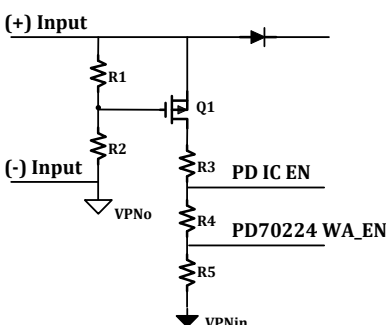 (+) Input
R1
Q1
R2
R3
(-) Input
PD IC EN
VPNo
R4
PD70224 WA_EN
R5
VPNin